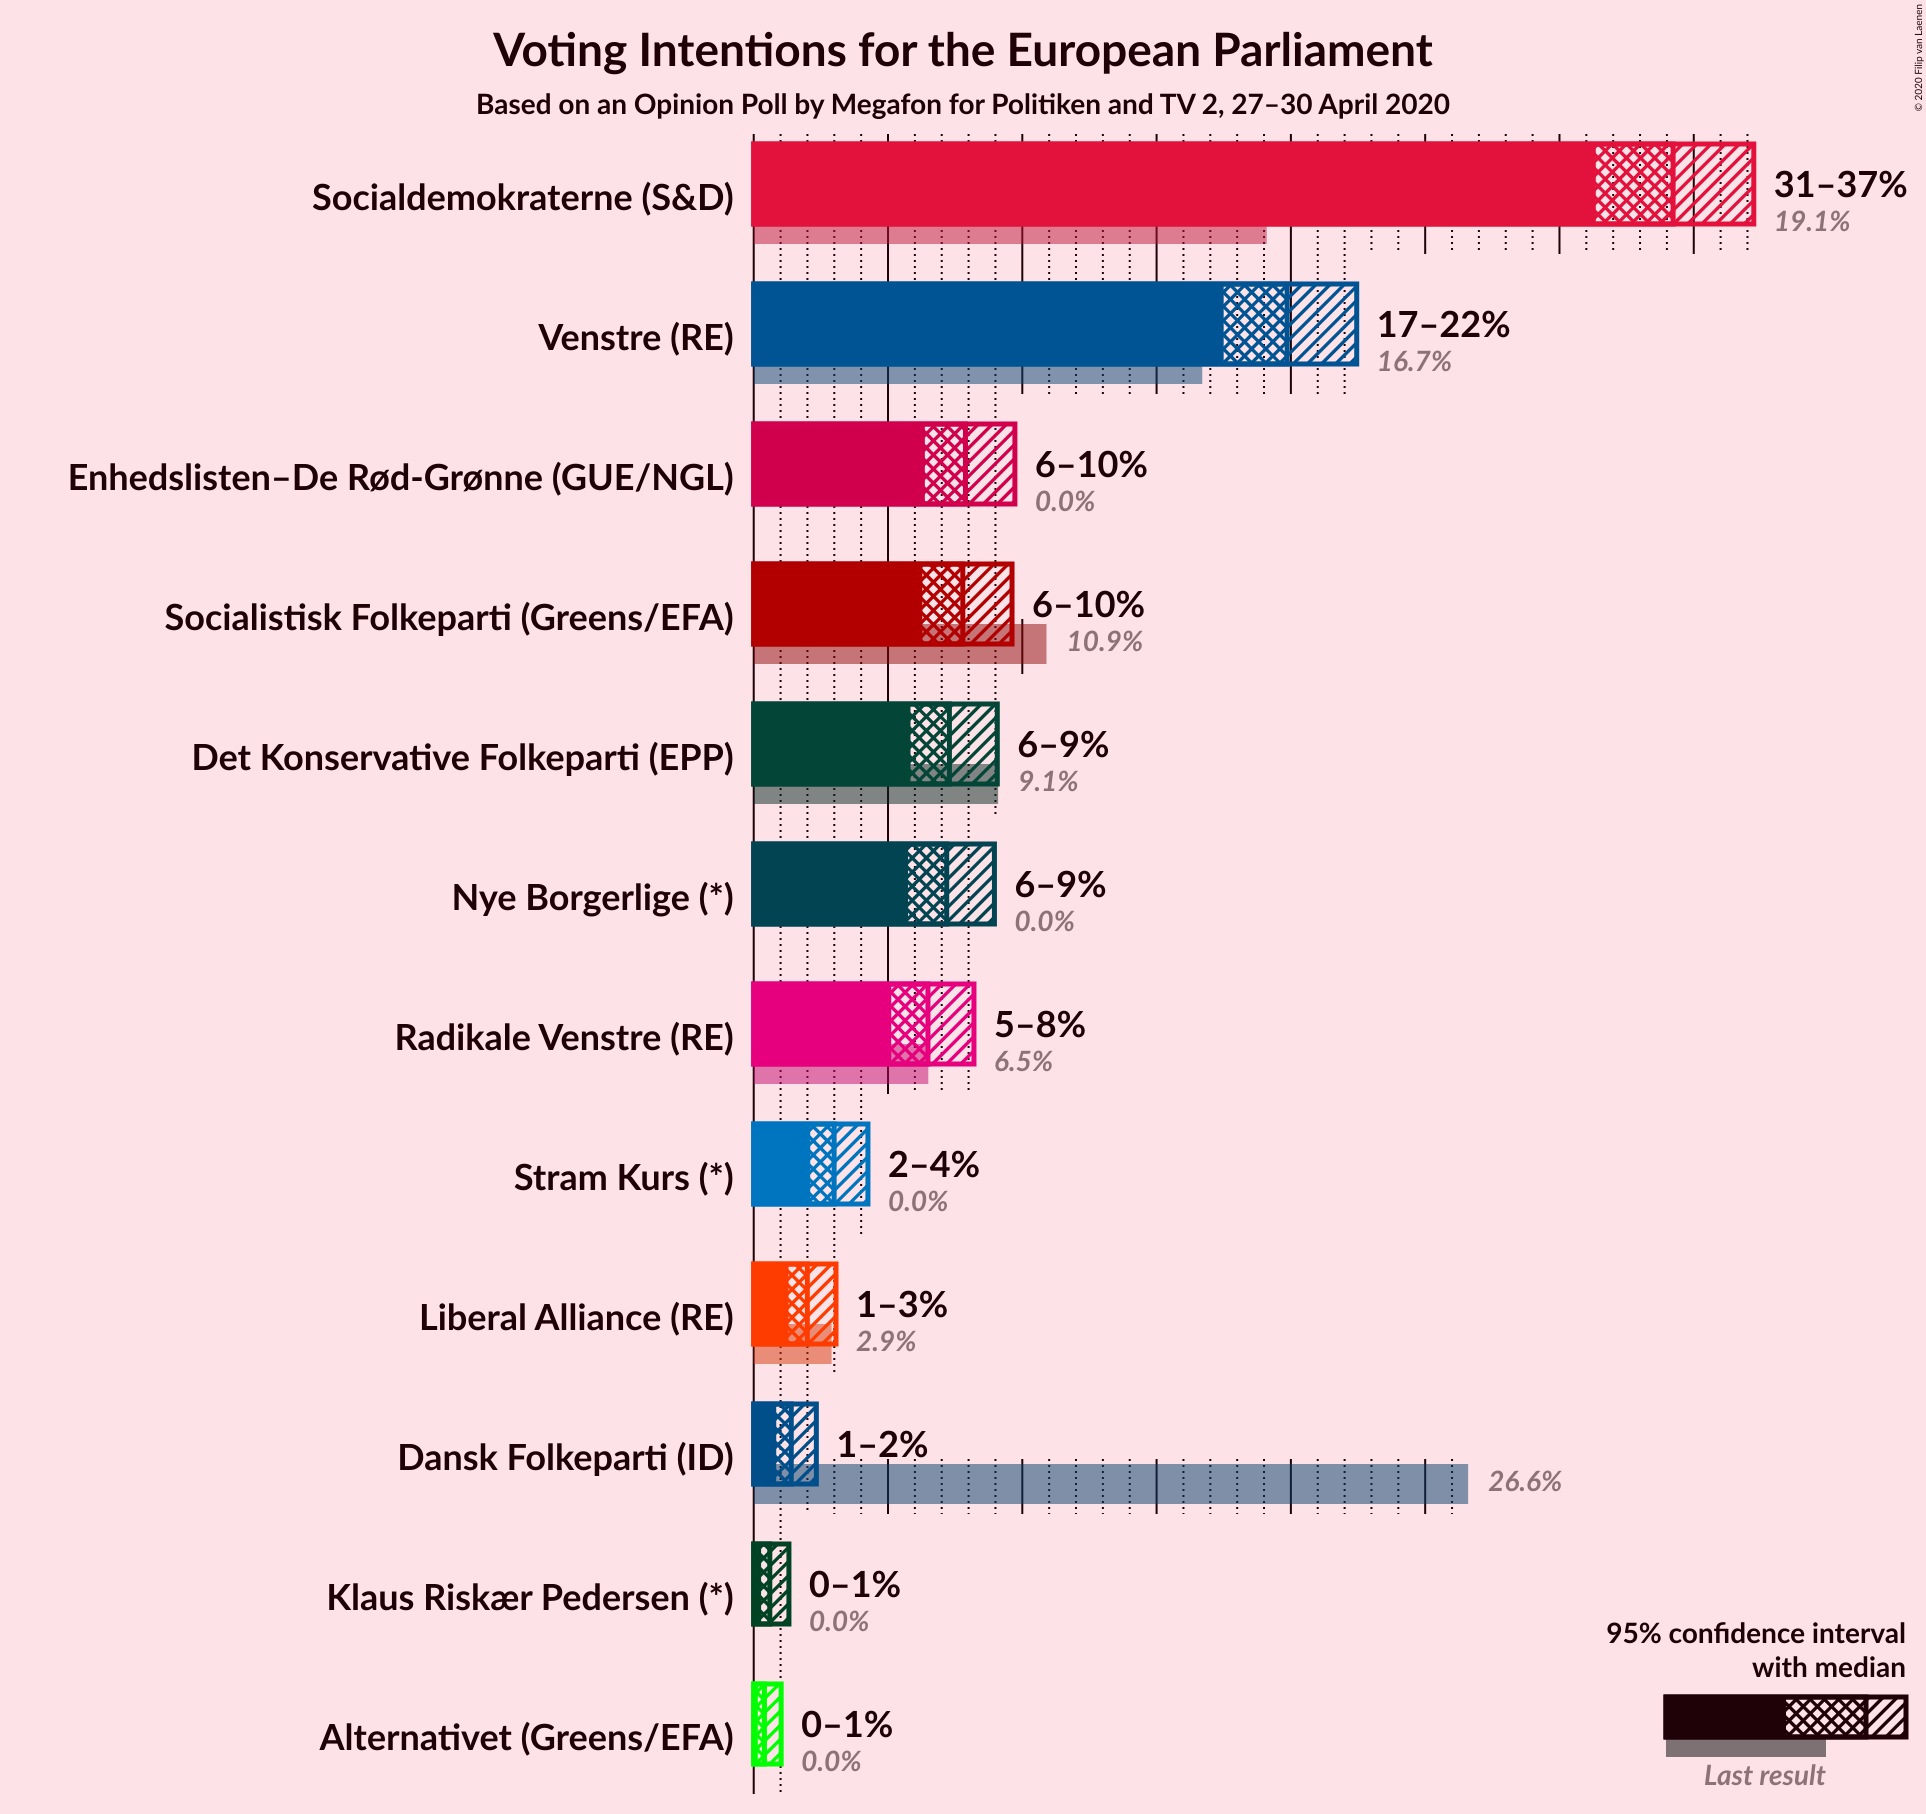 Voting Intentions for the European Parliament
Based on an Opinion Poll by Megafon for Politiken and TV 2, 27–30 April 2020
© 2020 Filip van Laenen
Socialdemokraterne (S&D)
31–37%
19.1%
Venstre (RE)
17–22%
16.7%
Enhedslisten–De Rød-Grønne (GUE/NGL)
6–10%
0.0%
Socialistisk Folkeparti (Greens/EFA)
6–10%
10.9%
Det Konservative Folkeparti (EPP)
6–9%
9.1%
Nye Borgerlige (*)
6–9%
0.0%
Radikale Venstre (RE)
5–8%
6.5%
Stram Kurs (*)
2–4%
0.0%
Liberal Alliance (RE)
1–3%
2.9%
Dansk Folkeparti (ID)
1–2%
26.6%
Klaus Riskær Pedersen (*)
0–1%
0.0%
Alternativet (Greens/EFA)
0–1%
0.0%
95% confidence interval
with median
Last result